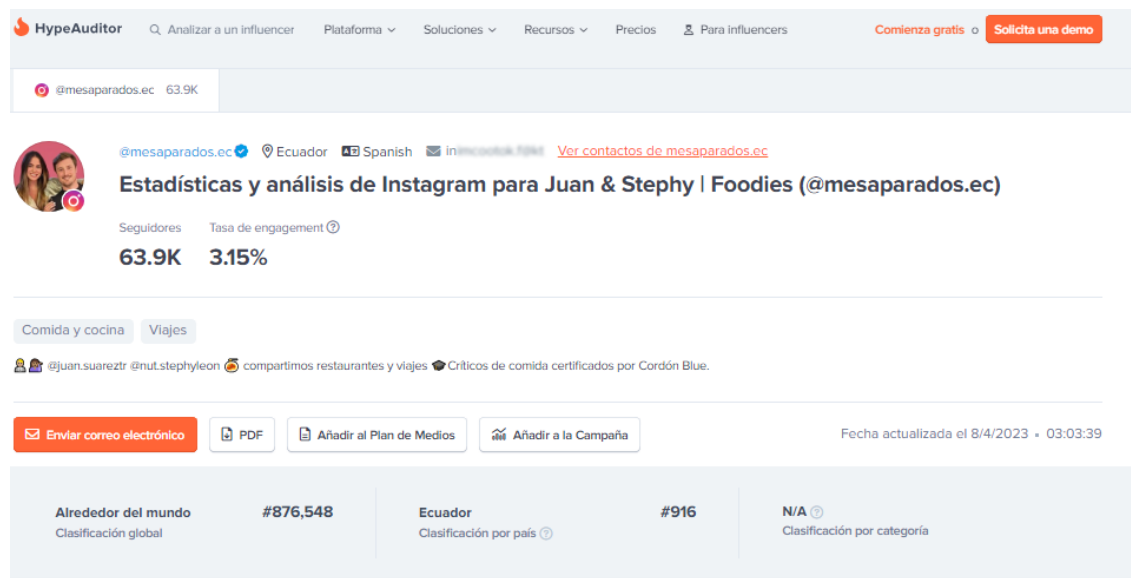 HypeAuditor Analizar a un influencer Plataforma Soluciones Recursos Precios Para influencers Comienza gratis o Solicita una demo
@mesaparados.ec 63.9K
@mesaparados.ec Ecuador Spanish in Ver contactos de mesaparados.ec
Estadísticas y análisis de Instagram para Juan & Stephy | Foodies (@mesaparados.ec)
Seguidores Tasa de engagement
63.9K 3.15%
Comida y cocina Viajes
@juan.suareztr @nut.stephyleon compartimos restaurantes y viajes Críticos de comida certificados por Cordón Blue.
Enviar correo electrónico PDF Añadir al Plan de Medios Añadir a la Campaña Fecha actualizada el 8/4/2023 • 03:03:39
Alrededor del mundo #876,548 Ecuador #916 N/A
Clasificación global Clasificación por país Clasificación por categoría